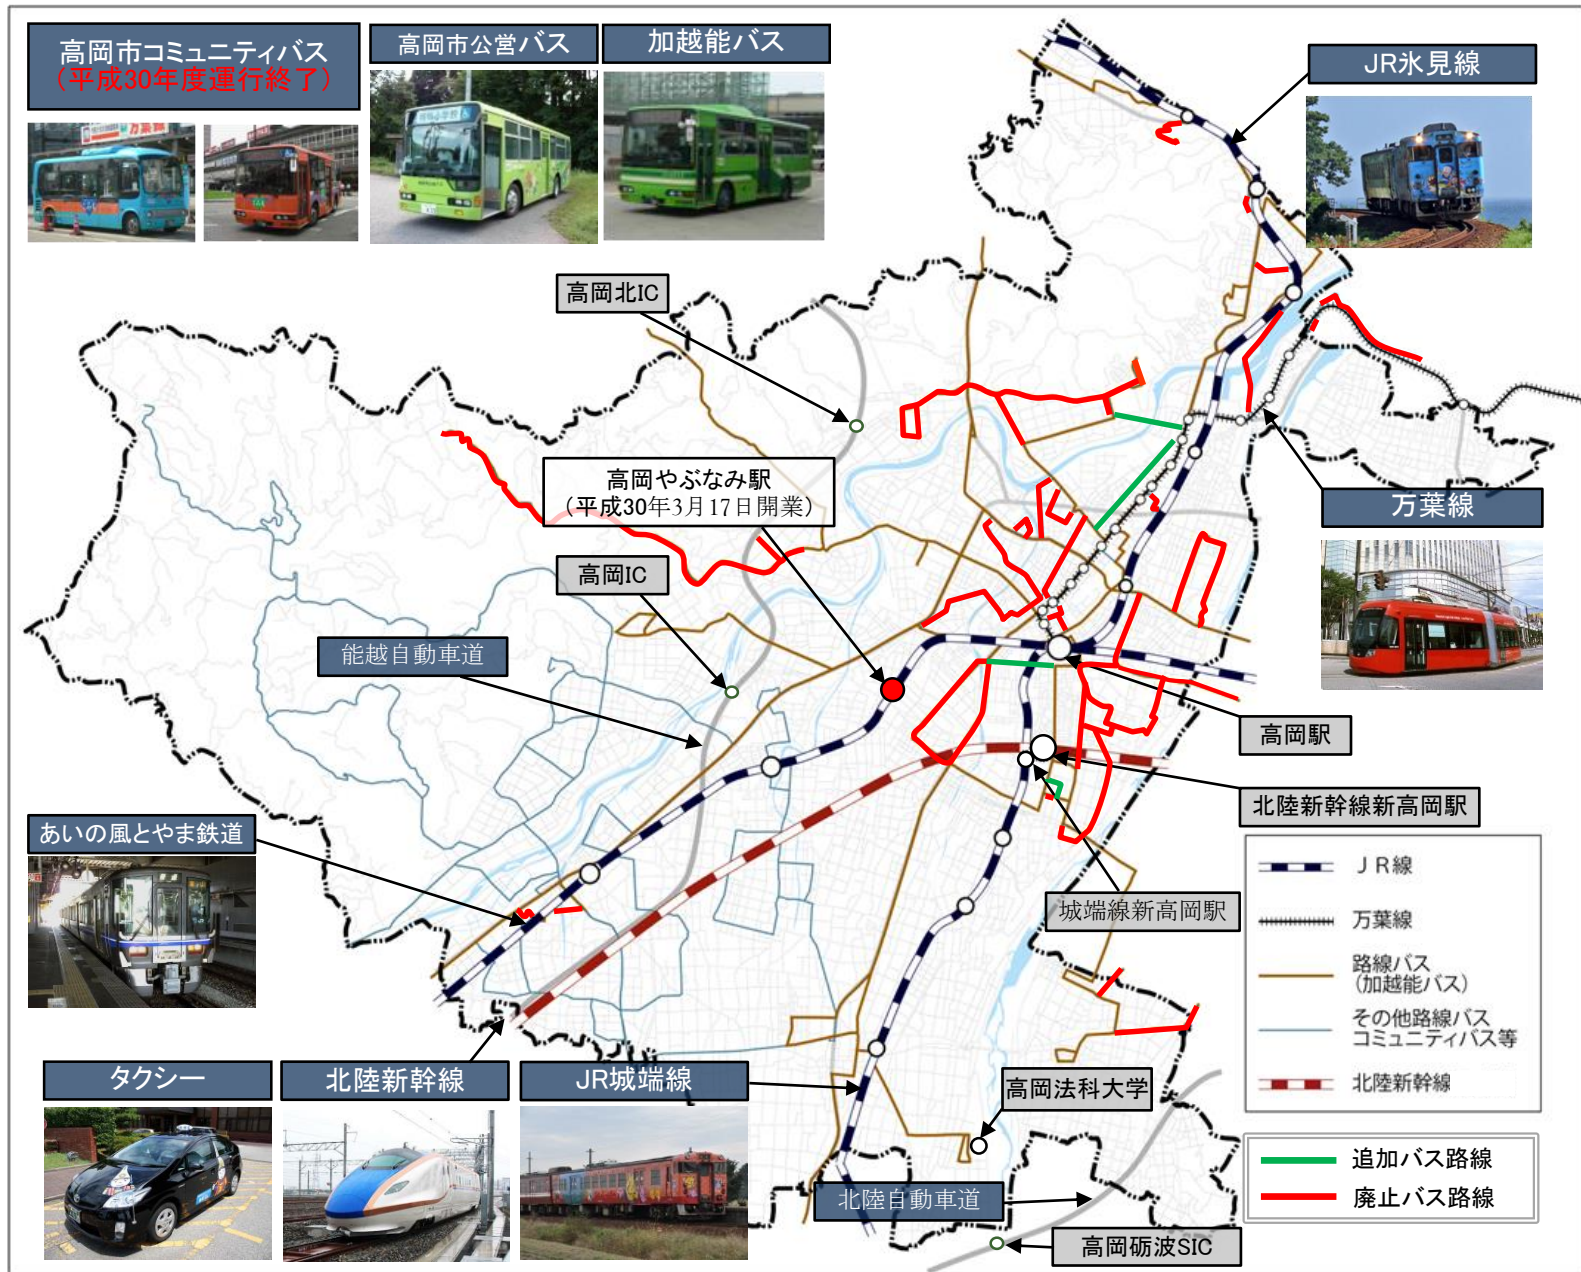 高岡市コミュニティバス
(平成30年度運行終了)
高岡市公営バス
加越能バス
JR氷見線
高岡北IC
高岡やぶなみ駅
(平成30年3月17日開業)
万葉線
高岡IC
能越自動車道
高岡駅
北陸新幹線新高岡駅
あいの風とやま鉄道
城端線新高岡駅
JR線
万葉線
路線バス
(加越能バス)
その他路線バス
コミュニティバス等
北陸新幹線
タクシー
北陸新幹線
JR城端線
高岡法科大学
追加バス路線
廃止バス路線
北陸自動車道
高岡砺波SIC